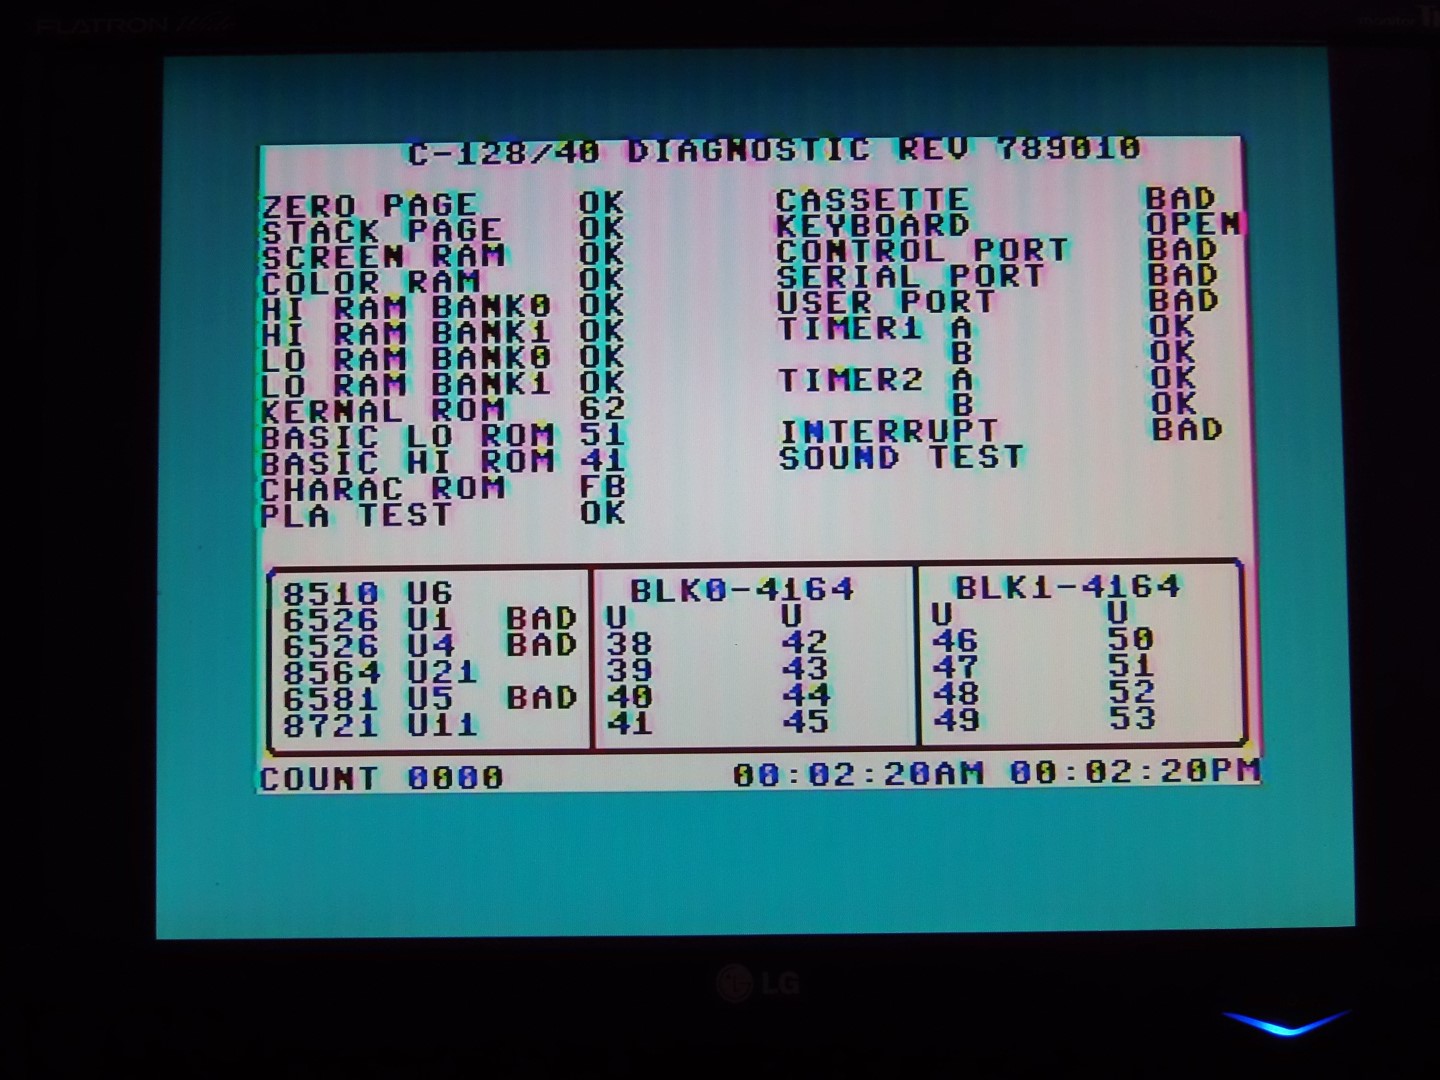 FLATRON
C-128/40 DIAGNOSTIC REV 789010
ZERO PAGE OK CASSETTE BAD
STACK PAGE OK KEYBOARD OPEN
SCREEN RAM OK CONTROL PORT BAD
COLOR RAM OK SERIAL PORT BAD
HI RAM BANK0 OK USER PORT BAD
HI RAM BANK1 OK TIMER1 A OK
LO RAM BANK0 OK B OK
LO RAM BANK1 OK TIMER2 A OK
KERNAL ROM 62 B OK
BASIC LO ROM 51 INTERRUPT BAD
BASIC HI ROM 41 SOUND TEST
CHARAC ROM FB
PLA TEST OK
8510 U6 BLK0-4164 BLK1-4164
6526 U1 BAD U U U U
6526 U4 BAD 38 42 46 50
8564 U21 39 43 47 51
6581 U5 BAD 40 44 48 52
8721 U11 41 45 49 53
COUNT 0000 00:02:20AM 00:02:20PM
LG